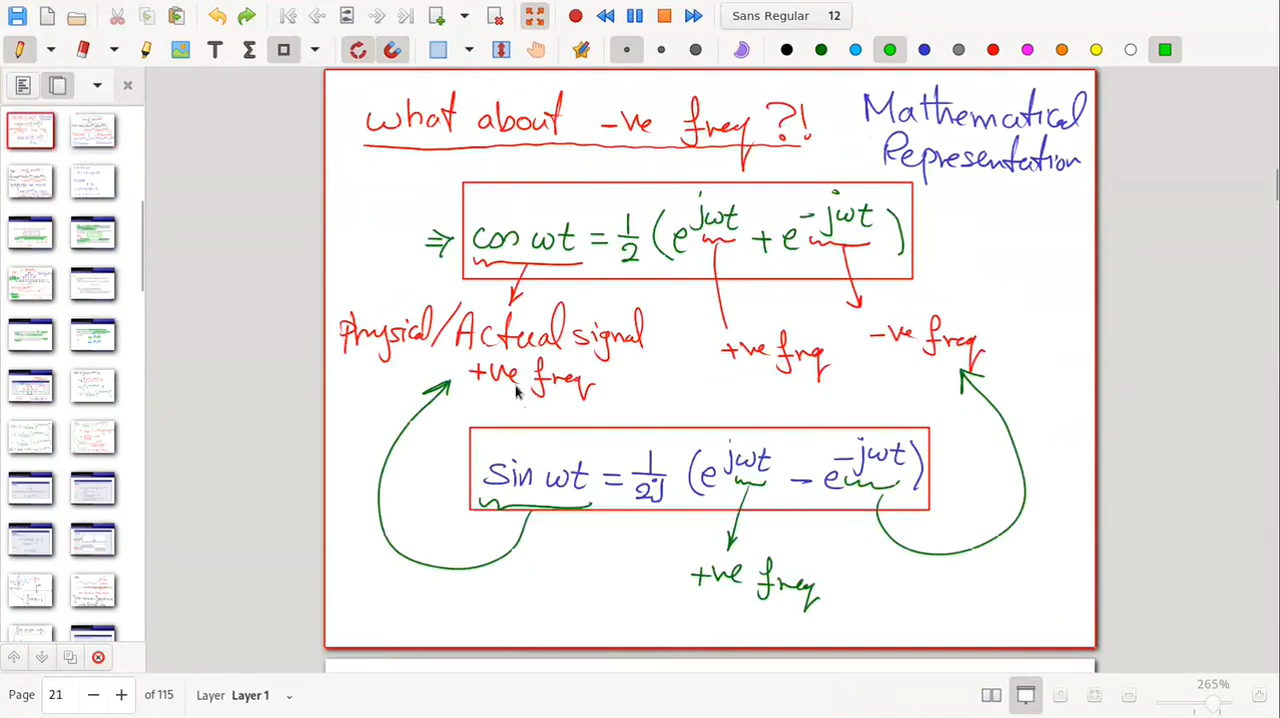 Sans Regular 12
what about -ve freq ?!
Mathematical
Representation
⇒ cos ωt = 1/2 (e^jωt + e^-jωt)
Physical/Actual signal
+ve freq
+ve frq
-ve freq
sin ωt = 1/2j (e^jωt - e^-jωt)
+ve freq
Page 21 of 115 Layer Layer 1
265%